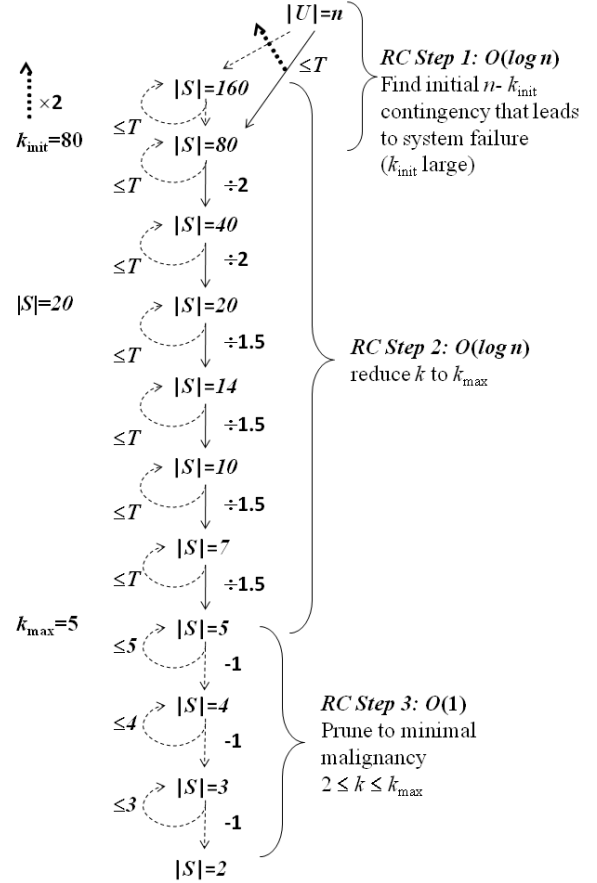 |U|=n
≤T
RC Step 1: O(log n)
Find initial n- k_init
contingency that leads
to system failure
(k_init large)
×2
k_init=80
|S|=160
≤T
|S|=80
≤T
÷2
|S|=40
≤T
÷2
|S|=20
|S|=20
≤T
÷1.5
RC Step 2: O(log n)
reduce k to k_max
|S|=14
≤T
÷1.5
|S|=10
≤T
÷1.5
|S|=7
≤T
÷1.5
k_max=5
|S|=5
≤5
-1
RC Step 3: O(1)
Prune to minimal
malignancy
2 ≤ k ≤ k_max
|S|=4
≤4
-1
|S|=3
≤3
-1
|S|=2